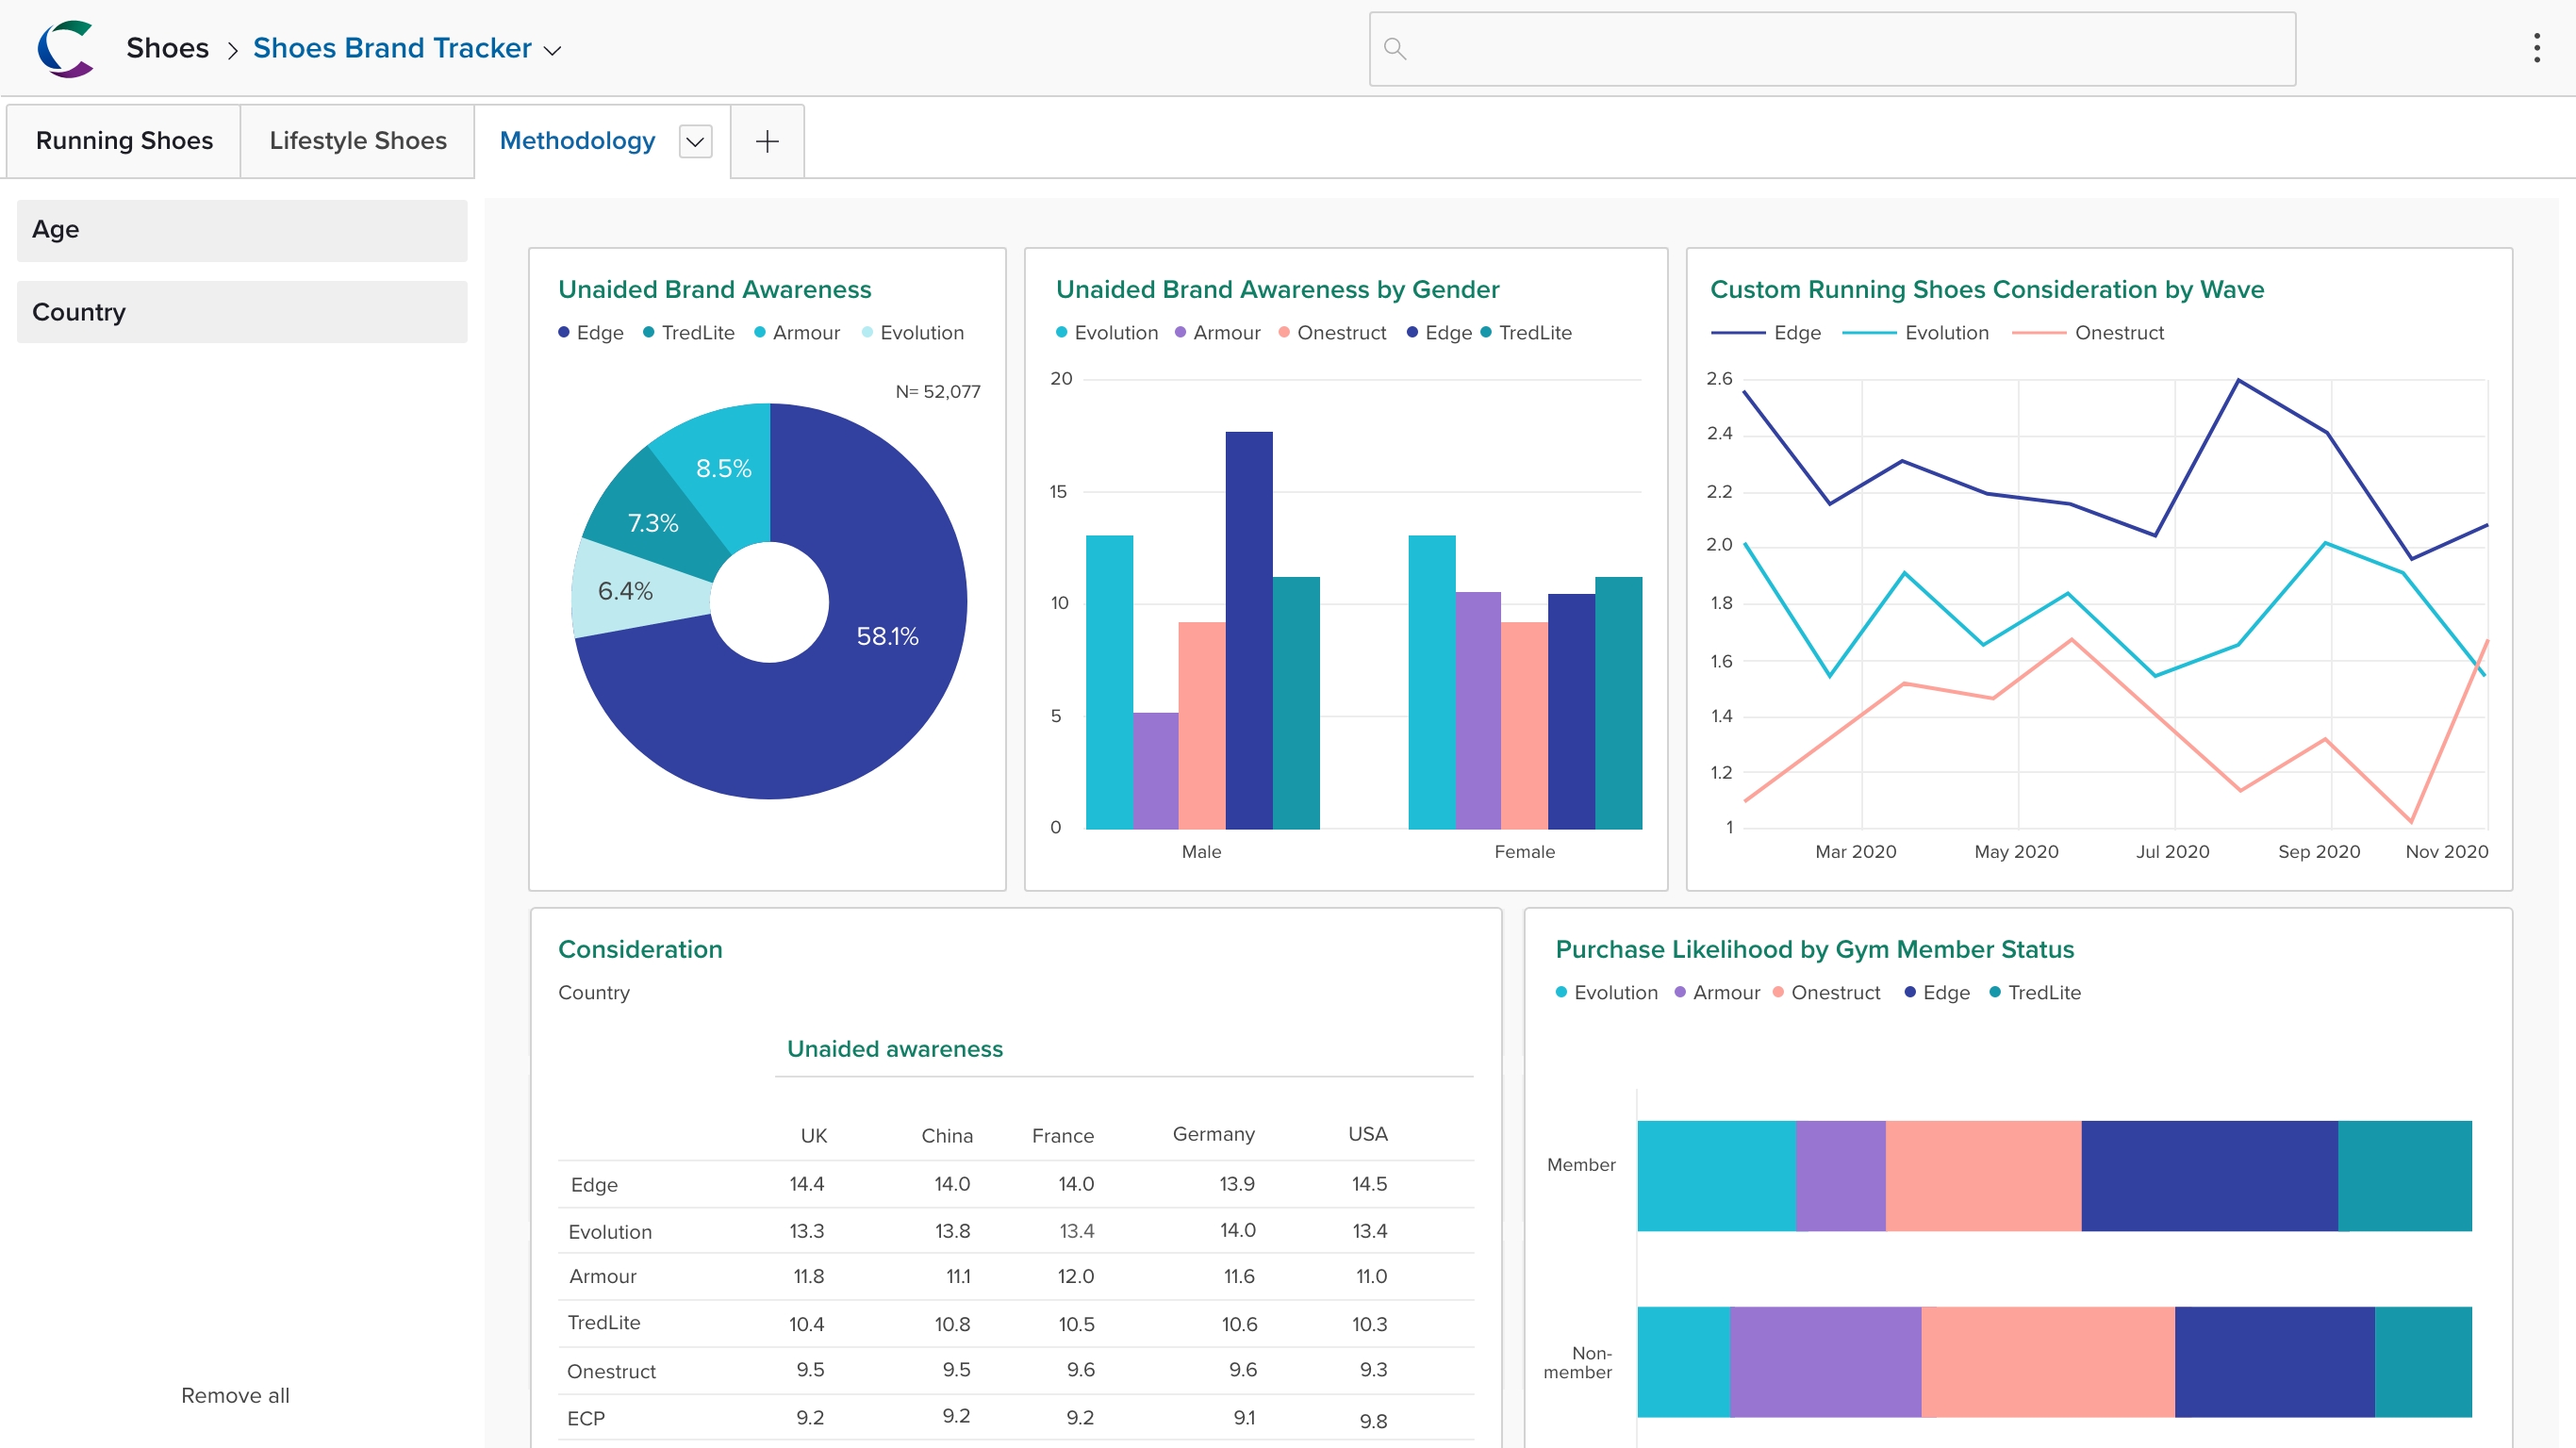 Shoes > Shoes Brand Tracker
Running Shoes Lifestyle Shoes Methodology +
Age
Country
Remove all
Unaided Brand Awareness
Edge TredLite Armour Evolution
N= 52,077
8.5%
7.3%
6.4%
58.1%
Unaided Brand Awareness by Gender
Evolution Armour Onestruct Edge TredLite
20
15
10
5
0
Male Female
Custom Running Shoes Consideration by Wave
Edge Evolution Onestruct
2.6
2.4
2.2
2.0
1.8
1.6
1.4
1.2
1
Mar 2020 May 2020 Jul 2020 Sep 2020 Nov 2020
Consideration
Country
Unaided awareness
UK China France Germany USA
Edge 14.4 14.0 14.0 13.9 14.5
Evolution 13.3 13.8 13.4 14.0 13.4
Armour 11.8 11.1 12.0 11.6 11.0
TredLite 10.4 10.8 10.5 10.6 10.3
Onestruct 9.5 9.5 9.6 9.6 9.3
ECP 9.2 9.2 9.2 9.1 9.8
Purchase Likelihood by Gym Member Status
Evolution Armour Onestruct Edge TredLite
Member
Non-
member